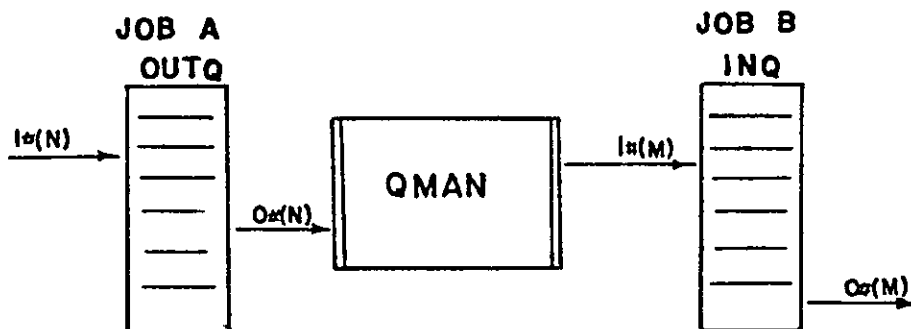 JOB A
OUTQ
JOB B
INQ
I#(N)
O#(N)
QMAN
I#(M)
O#(M)